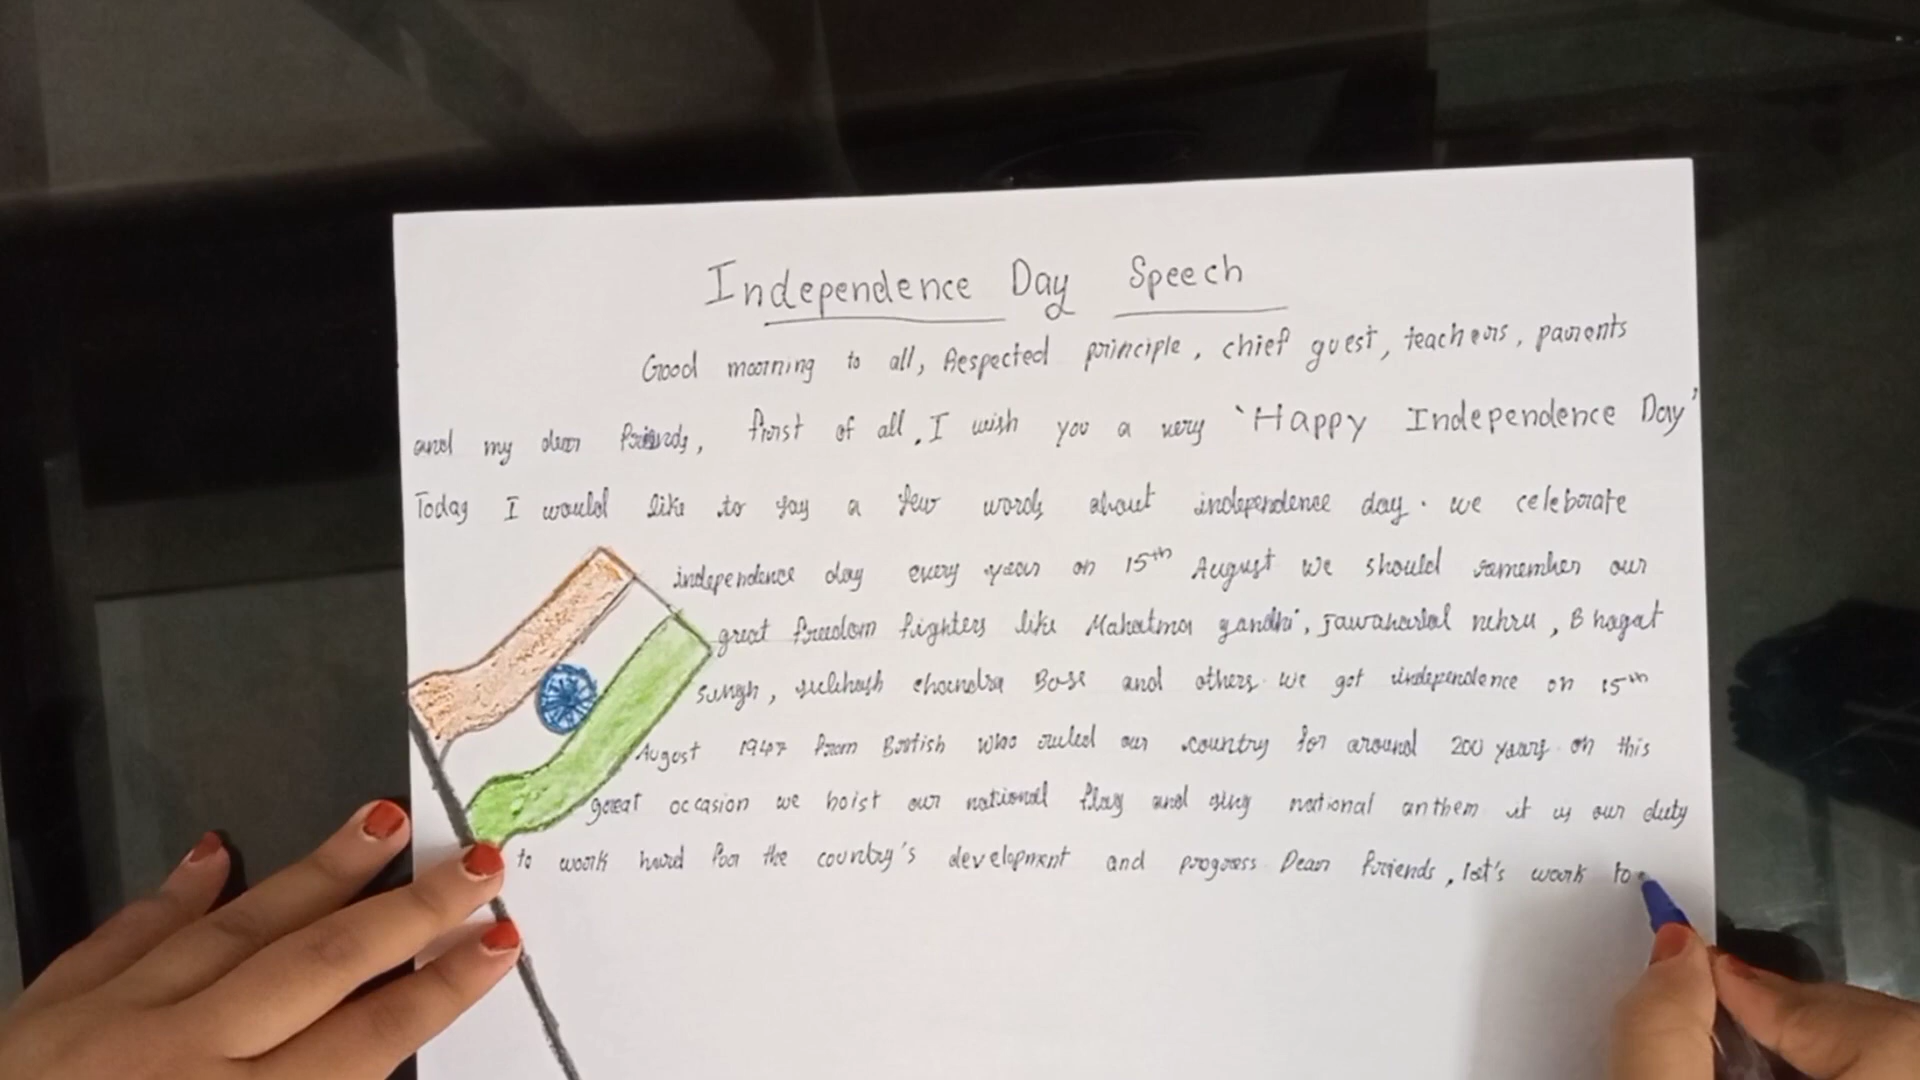 Independence Day Speech
Good morning to all, Respected principle, chief guest, teachers, parents
and my dear friends, first of all, I wish you a very 'Happy Independence Day'
Today I would like to say a few words about independence day. we celebrate
independence day every year on 15th August we should remember our
great freedom fighters like Mahatma gandhi, jawaharlal nehru, Bhagat
singh, subhash chandra Bose and others. we got independence on 15th
August 1947 from British who ruled our country for around 200 years. on this
great occasion we hoist our national flag and sing national anthem it is our duty
to work hard for the country's development and progress Dear friends, let's work to